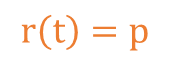 r(t) = p